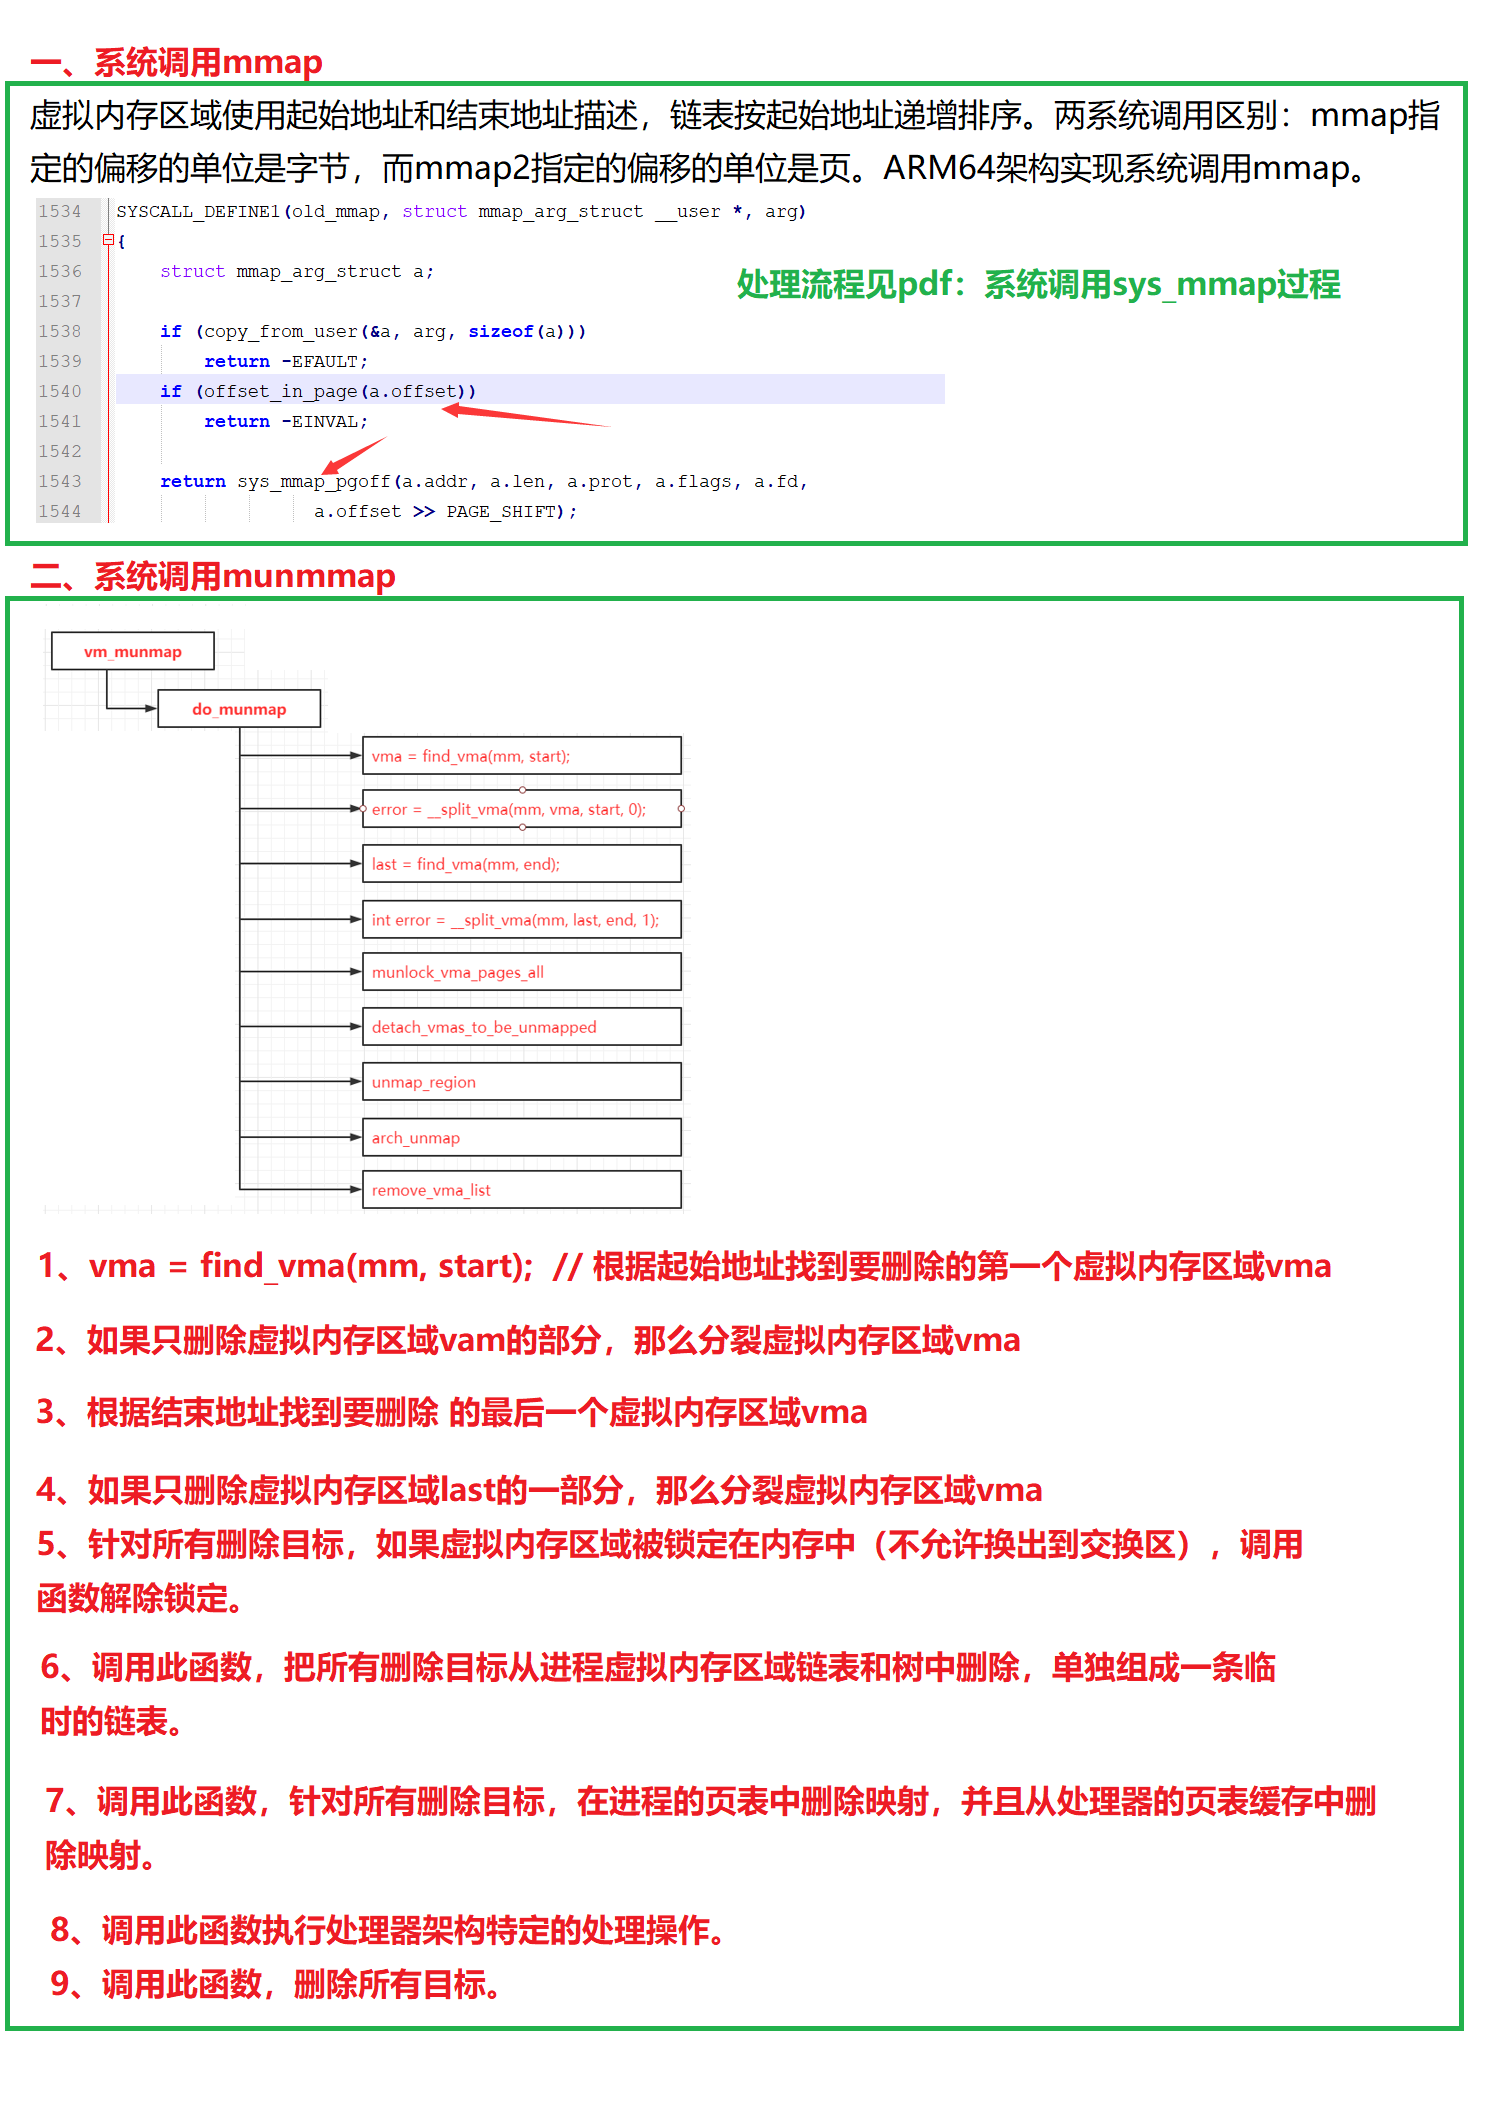 一、系统调用mmap
虚拟内存区域使用起始地址和结束地址描述，链表按起始地址递增排序。两系统调用区别：mmap指
定的偏移的单位是字节，而mmap2指定的偏移的单位是页。ARM64架构实现系统调用mmap。
1534 SYSCALL_DEFINE1(old_mmap, struct mmap_arg_struct __user *, arg)
1535 {
1536 struct mmap_arg_struct a;
处理流程见pdf：系统调用sys_mmap过程
1537
1538 if (copy_from_user(&a, arg, sizeof(a)))
1539 return -EFAULT;
1540 if (offset_in_page(a.offset))
1541 return -EINVAL;
1542
1543 return sys_mmap_pgoff(a.addr, a.len, a.prot, a.flags, a.fd,
1544 a.offset >> PAGE_SHIFT);
二、系统调用munmmap
vm_munmap
do_munmap
vma = find_vma(mm, start);
error = __split_vma(mm, vma, start, 0);
last = find_vma(mm, end);
int error = __split_vma(mm, last, end, 1);
munlock_vma_pages_all
detach_vmas_to_be_unmapped
unmap_region
arch_unmap
remove_vma_list
1、vma = find_vma(mm, start); // 根据起始地址找到要删除的第一个虚拟内存区域vma
2、如果只删除虚拟内存区域vam的部分，那么分裂虚拟内存区域vma
3、根据结束地址找到要删除 的最后一个虚拟内存区域vma
4、如果只删除虚拟内存区域last的一部分，那么分裂虚拟内存区域vma
5、针对所有删除目标，如果虚拟内存区域被锁定在内存中（不允许换出到交换区），调用
函数解除锁定。
6、调用此函数，把所有删除目标从进程虚拟内存区域链表和树中删除，单独组成一条临
时的链表。
7、调用此函数，针对所有删除目标，在进程的页表中删除映射，并且从处理器的页表缓存中删
除映射。
8、调用此函数执行处理器架构特定的处理操作。
9、调用此函数，删除所有目标。